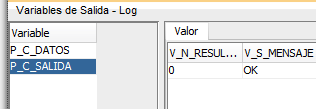 Variables de Salida - Log
Variable
P_C_DATOS
P_C_SALIDA
Valor
V_N_RESUL... V_S_MENSAJE
0 OK